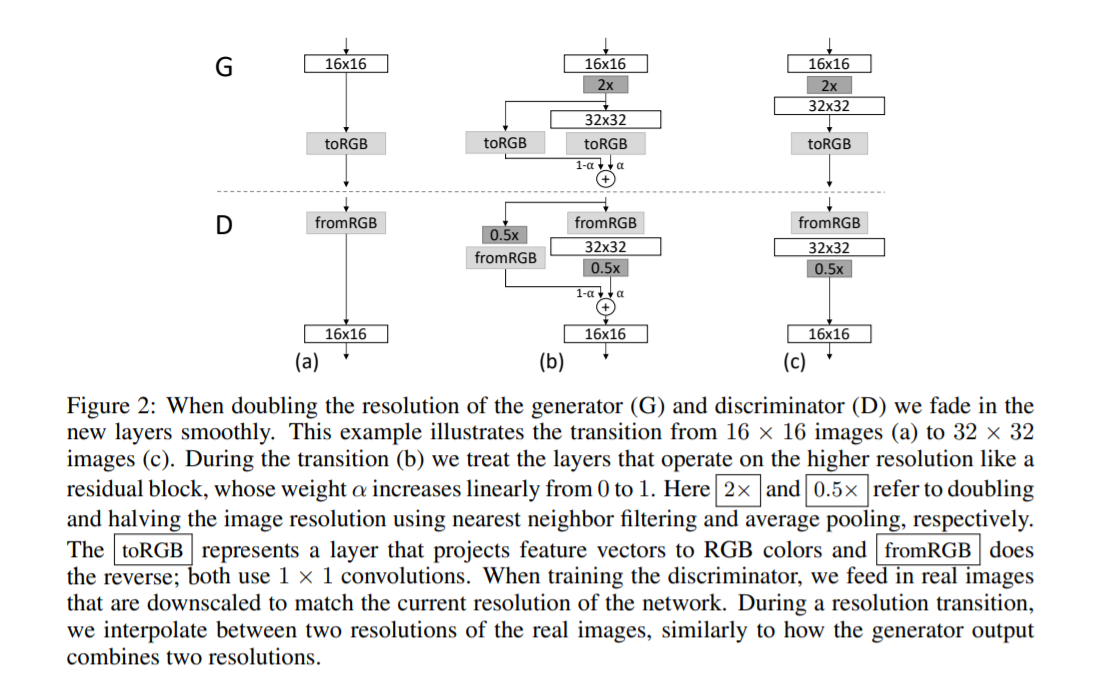 G
16x16
toRGB
16x16
2x
32x32
toRGB
toRGB
1-α
α
+
16x16
2x
32x32
toRGB
D
fromRGB
16x16
(a)
0.5x
fromRGB
fromRGB
32x32
0.5x
1-α
α
+
16x16
(b)
fromRGB
32x32
0.5x
16x16
(c)
Figure 2: When doubling the resolution of the generator (G) and discriminator (D) we fade in the
new layers smoothly. This example illustrates the transition from 16 × 16 images (a) to 32 × 32
images (c). During the transition (b) we treat the layers that operate on the higher resolution like a
residual block, whose weight α increases linearly from 0 to 1. Here 2× and 0.5× refer to doubling
and halving the image resolution using nearest neighbor filtering and average pooling, respectively.
The toRGB represents a layer that projects feature vectors to RGB colors and fromRGB does
the reverse; both use 1 × 1 convolutions. When training the discriminator, we feed in real images
that are downscaled to match the current resolution of the network. During a resolution transition,
we interpolate between two resolutions of the real images, similarly to how the generator output
combines two resolutions.